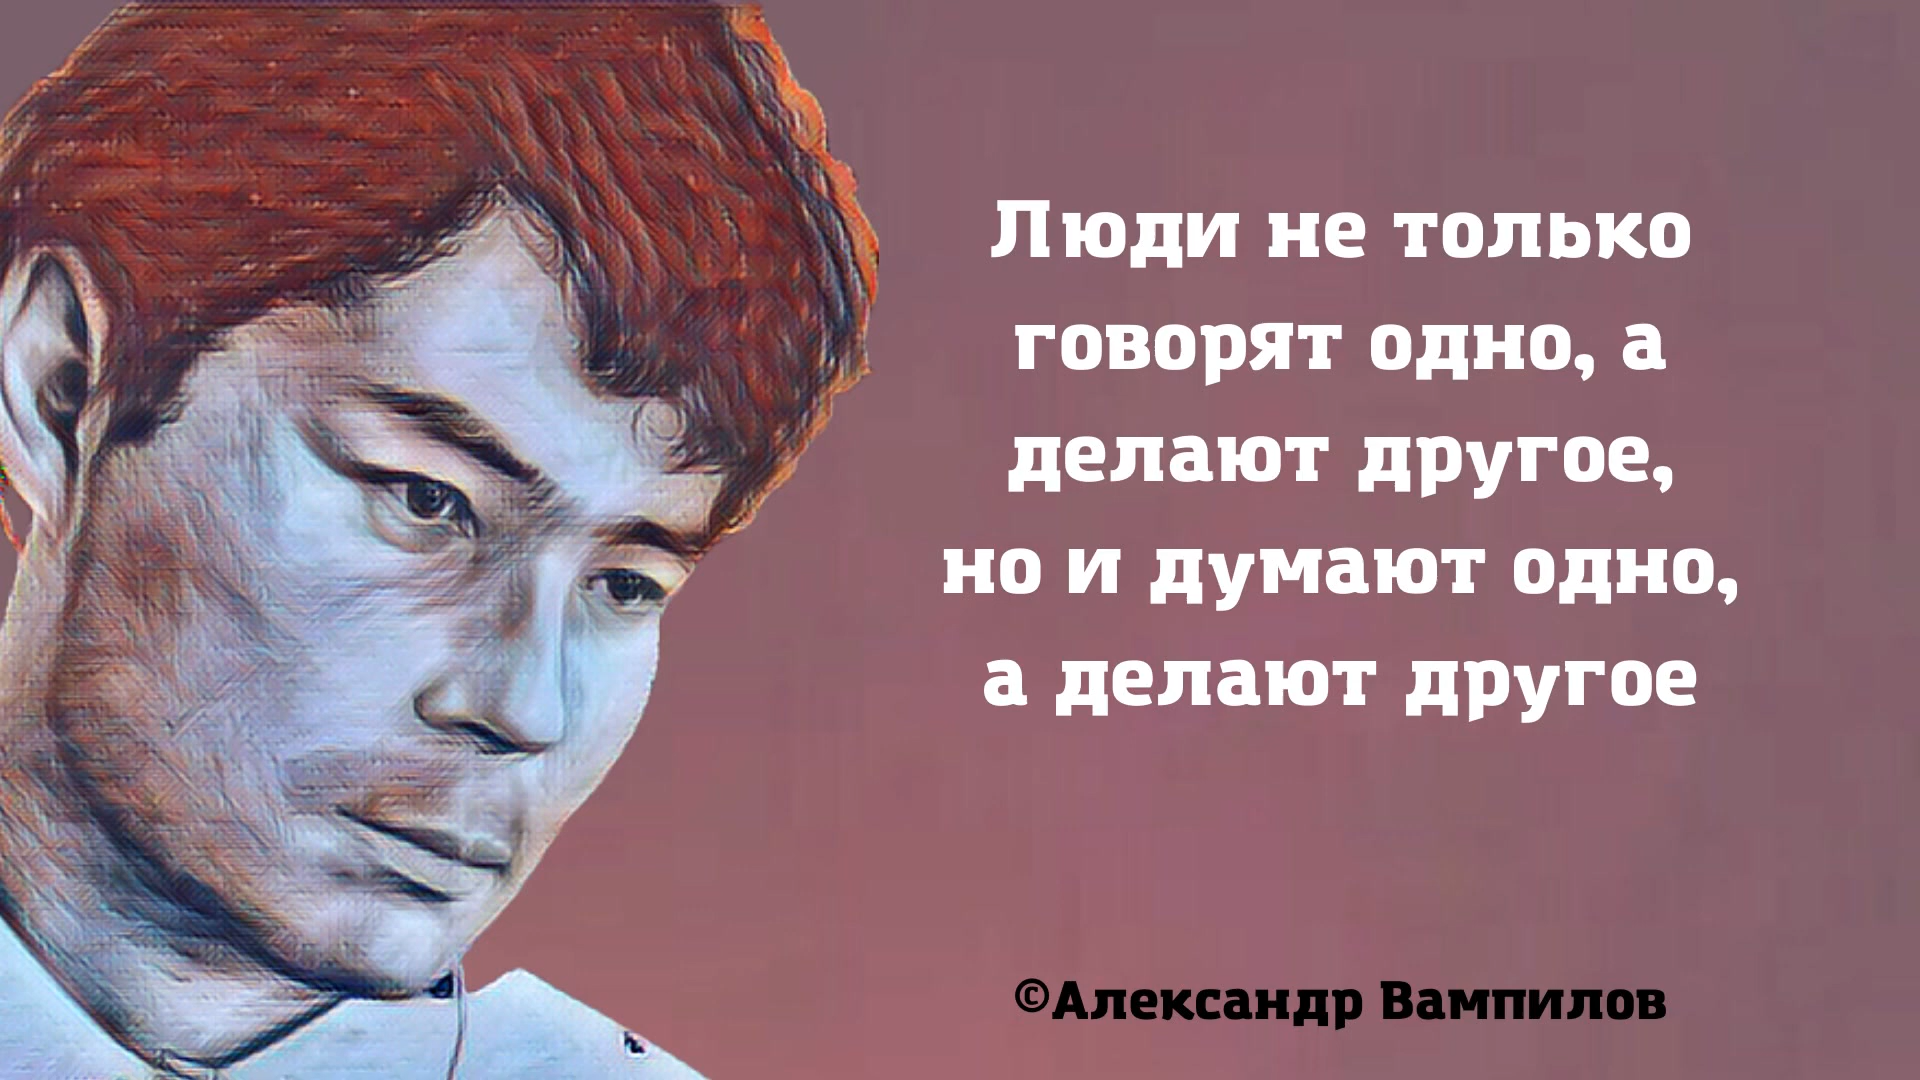 Люди не только
говорят одно, а
делают другое,
но и думают одно,
а делают другое
©Александр Вампилов